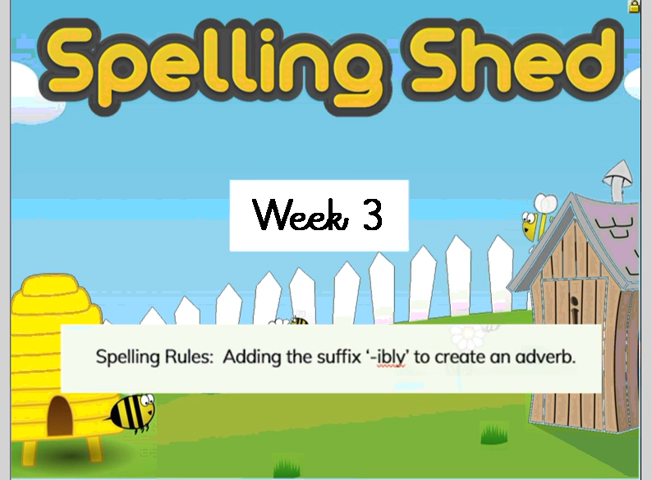 Spelling Shed
Week 3
Spelling Rules: Adding the suffix ‘-ibly’ to create an adverb.